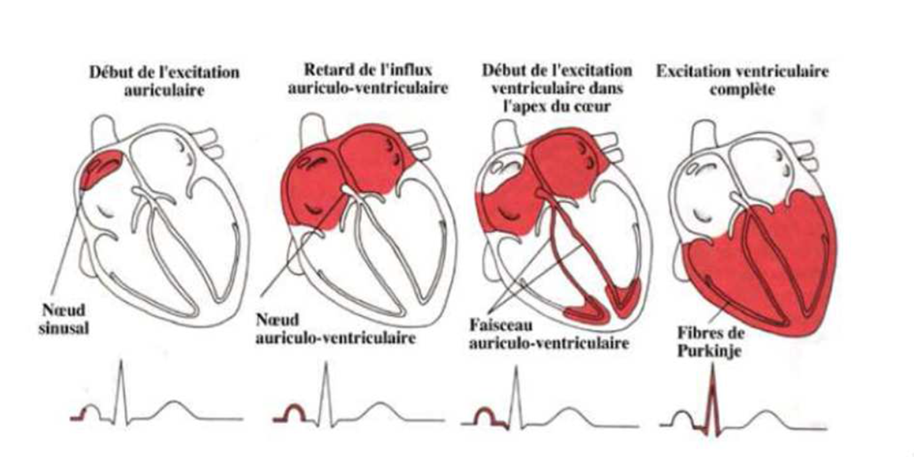 Début de l'excitation
auriculaire
Retard de l'influx
auriculo-ventriculaire
Début de l'excitation
ventriculaire dans
l'apex du cœur
Excitation ventriculaire
complète
Nœud
sinusal
Nœud
auriculo-ventriculaire
Faisceau
auriculo-ventriculaire
Fibres de
Purkinje